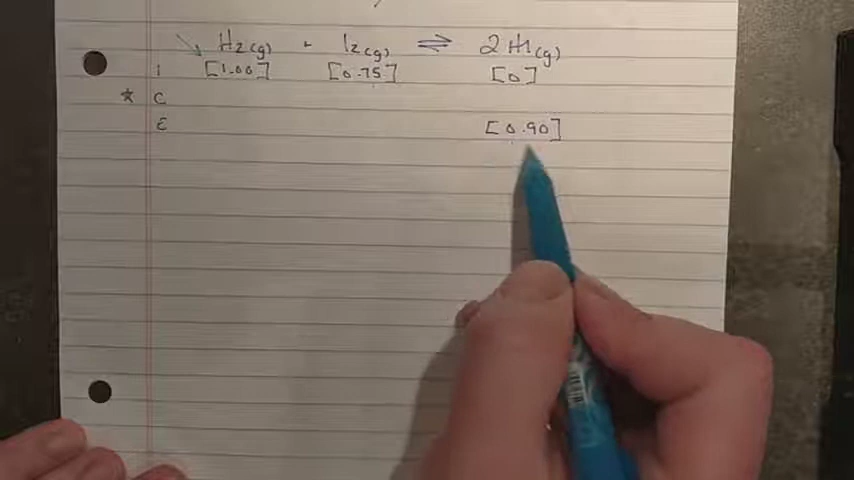 H2(g) + I2(g) ⇌ 2HI(g)
I [1.00] [0.75] [0]
* C
E [0.90]